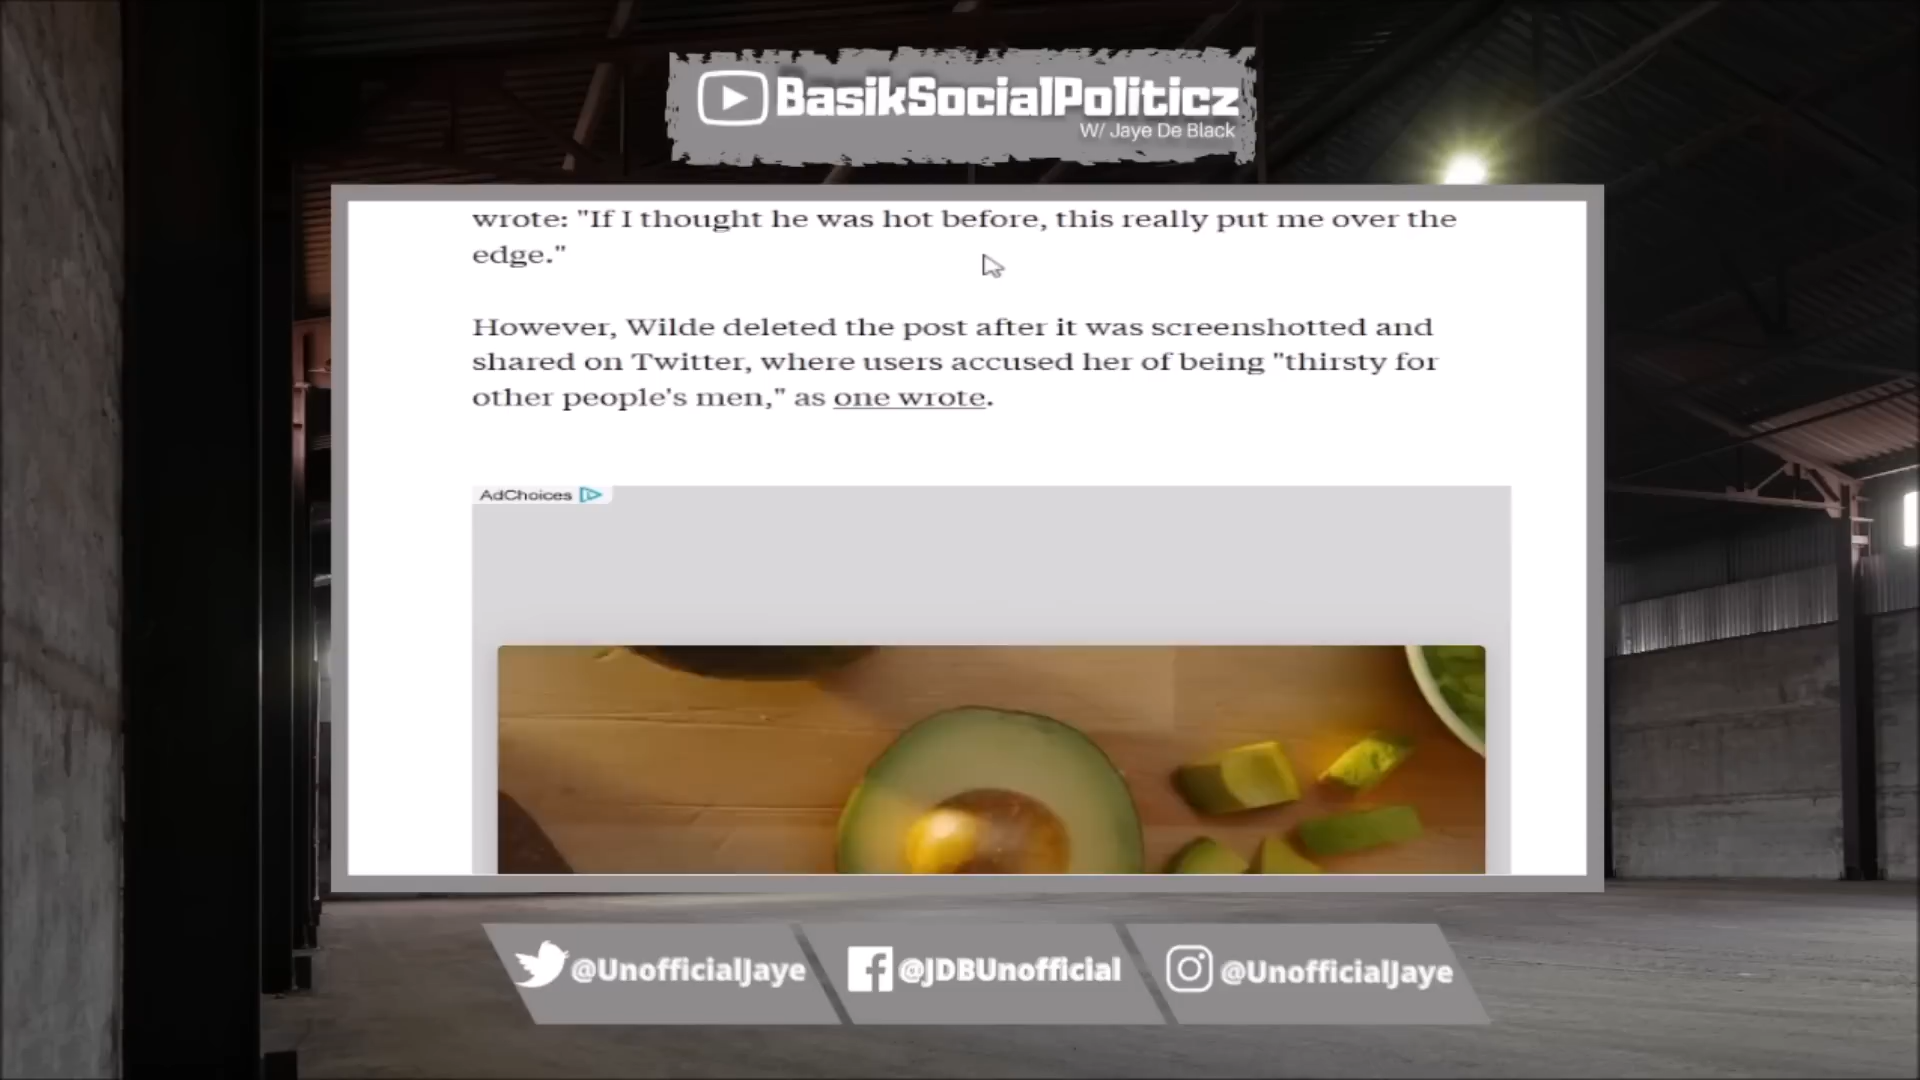 BasikSocialPoliticz
W/ Jaye De Black
wrote: "If I thought he was hot before, this really put me over the
edge."
However, Wilde deleted the post after it was screenshotted and
shared on Twitter, where users accused her of being "thirsty for
other people's men," as one wrote.
AdChoices
@UnofficialJaye
@JDBUnofficial
@UnofficialJaye